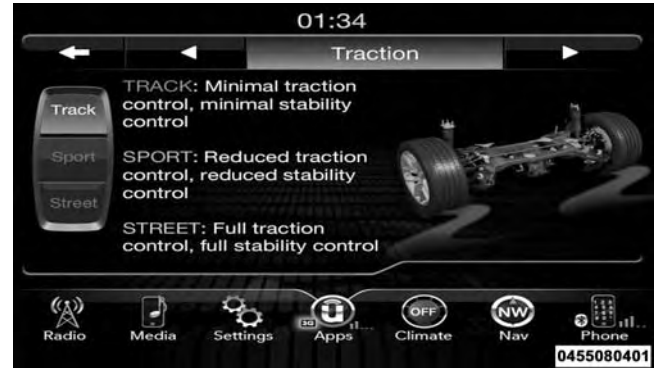 01:34
Traction
Track
Sport
Street
TRACK: Minimal traction
control, minimal stability
control
SPORT: Reduced traction
control, reduced stability
control
STREET: Full traction
control, full stability control
Radio
Media
Settings
3G
Apps
OFF
Climate
NW
Nav
Phone
0455080401